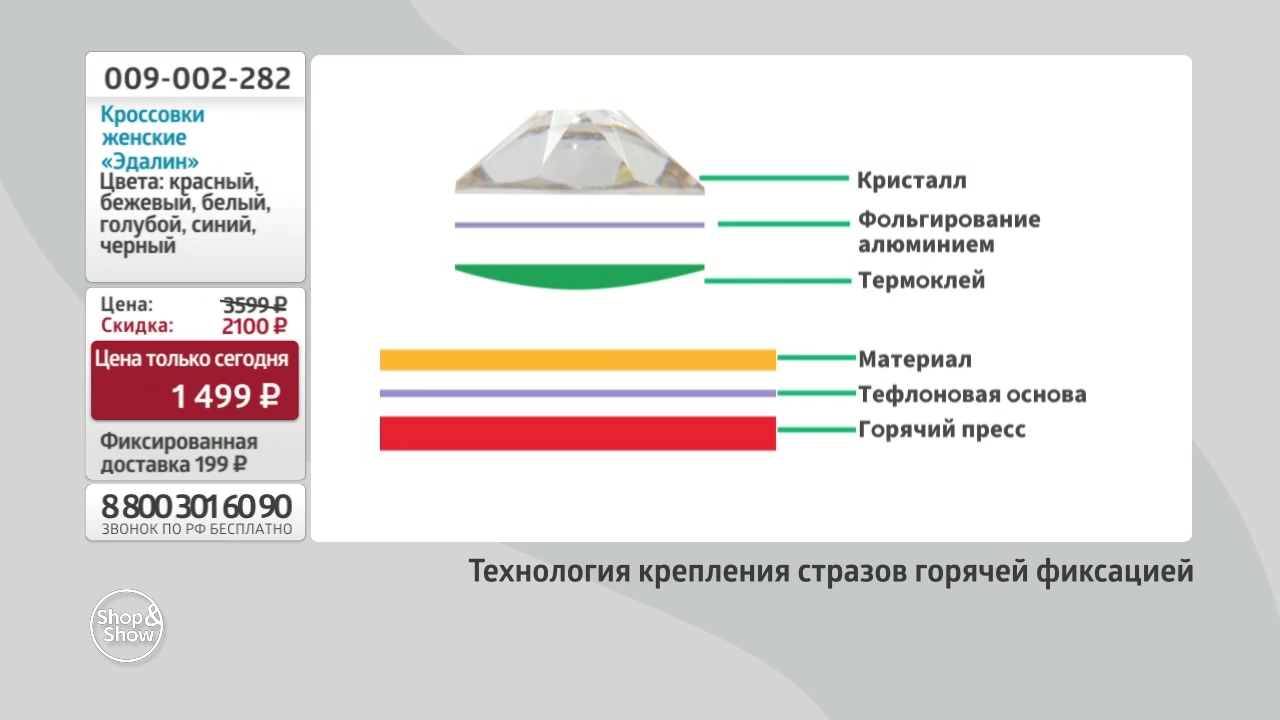 009-002-282
Кроссовки
женские
«Эдалин»
Цвета: красный,
бежевый, белый,
голубой, синий,
черный
Цена: 3599 ₽
Скидка: 2100 ₽
Цена только сегодня
1 499 ₽
Фиксированная
доставка 199 ₽
8 800 301 60 90
ЗВОНОК ПО РФ БЕСПЛАТНО
Кристалл
Фольгирование
алюминием
Термоклей
Материал
Тефлоновая основа
Горячий пресс
Технология крепления стразов горячей фиксацией
Shop&
Show